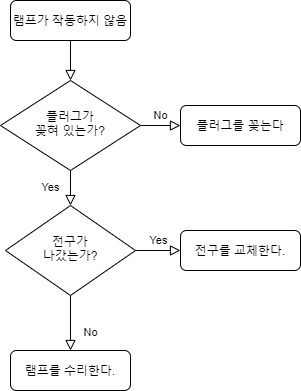 램프가 작동하지 않음
플러그가
꽂혀 있는가?
No
플러그를 꽂는다
Yes
전구가
나갔는가?
Yes
전구를 교체한다.
No
램프를 수리한다.